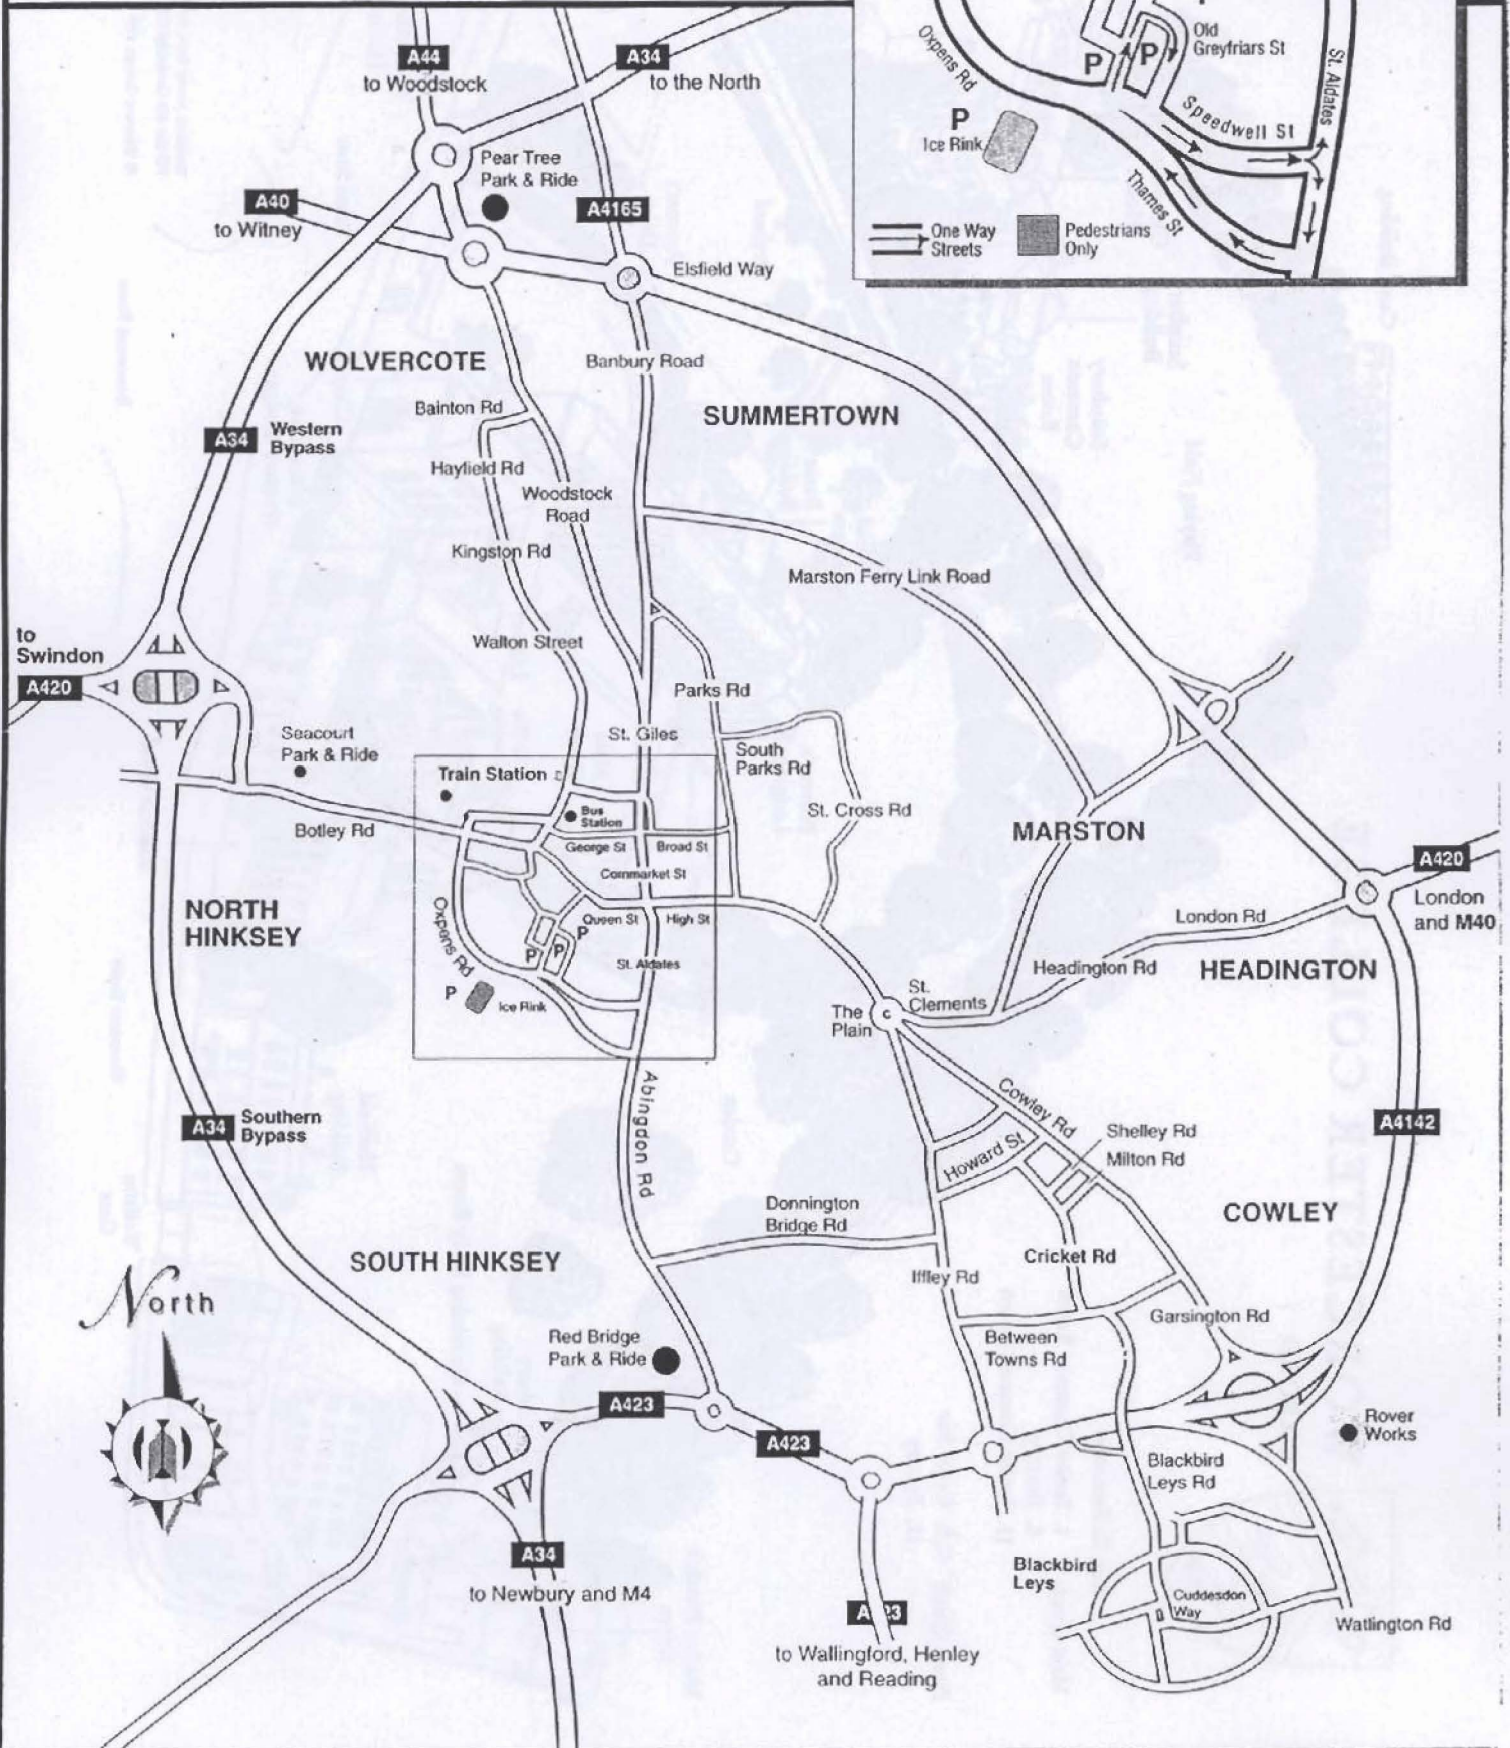 A44
to Woodstock
A34
to the North
Pear Tree
Park & Ride
A40
to Witney
A4165
Elsfield Way
Oxpens Rd
P
P
Old
Greyfriars St
St. Aldates
Speedwell St
P
Ice Rink
Thames St
One Way
Streets
Pedestrians
Only
WOLVERCOTE
Banbury Road
Bainton Rd
SUMMERTOWN
A34
Western
Bypass
Hayfield Rd
Woodstock
Road
Kingston Rd
Marston Ferry Link Road
to
Swindon
A420
Walton Street
Parks Rd
Seacourt
Park & Ride
St. Giles
South
Parks Rd
Train Station
Bus
Station
St. Cross Rd
Botley Rd
George St
Broad St
MARSTON
Cornmarket St
A420
London
and M40
NORTH
HINKSEY
Queen St
High St
London Rd
Oxpens Rd
P
P
P
St. Aldates
Headington Rd
HEADINGTON
P
Ice Rink
St.
Clements
The
Plain
C
Abingdon Rd
Cowley Rd
A34
Southern
Bypass
Shelley Rd
A4142
Howard St
Milton Rd
Donnington
Bridge Rd
COWLEY
SOUTH HINKSEY
Cricket Rd
Iffley Rd
North
Garsington Rd
Red Bridge
Park & Ride
Between
Towns Rd
A423
A423
Rover
Works
Blackbird
Leys Rd
A34
to Newbury and M4
Blackbird
Leys
Cuddesdon
Way
Watlington Rd
to Wallingford, Henley
and Reading